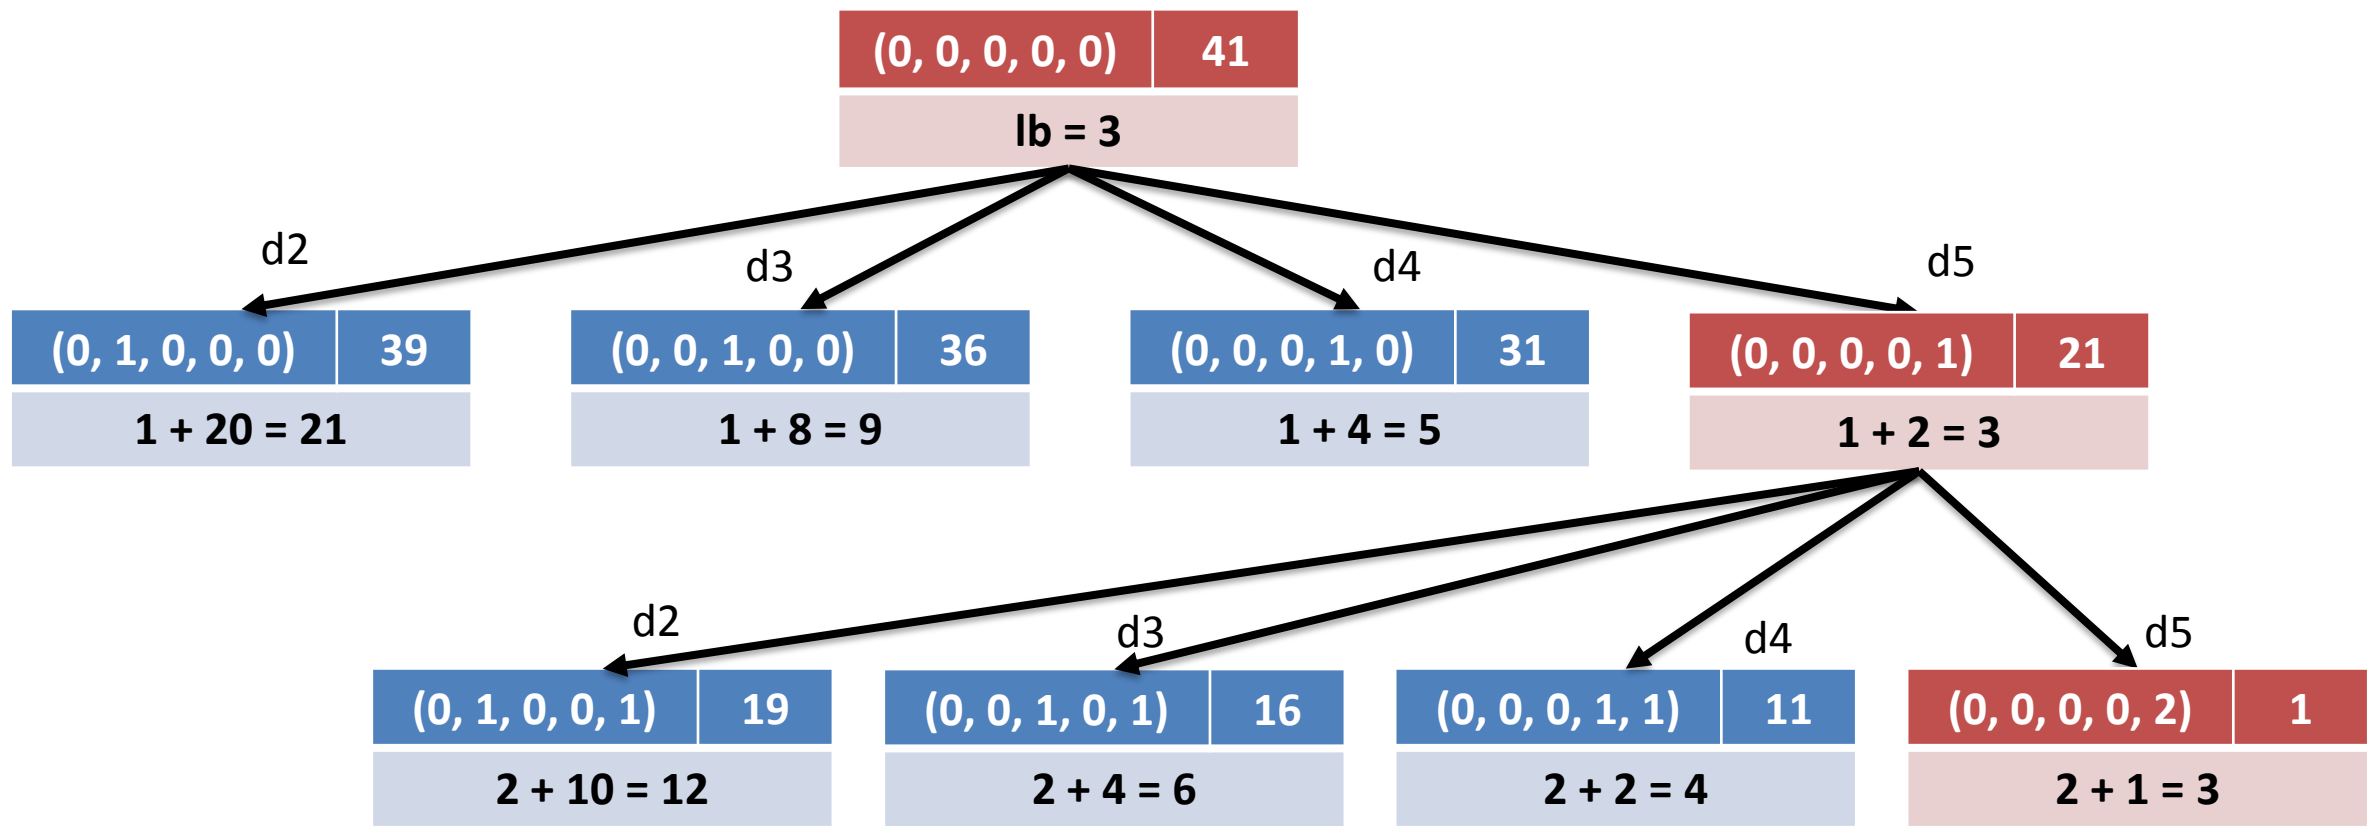 (0, 0, 0, 0, 0) 41
lb = 3
d2
d3
d4
d5
(0, 1, 0, 0, 0) 39
1 + 20 = 21
(0, 0, 1, 0, 0) 36
1 + 8 = 9
(0, 0, 0, 1, 0) 31
1 + 4 = 5
(0, 0, 0, 0, 1) 21
1 + 2 = 3
d2
d3
d4
d5
(0, 1, 0, 0, 1) 19
2 + 10 = 12
(0, 0, 1, 0, 1) 16
2 + 4 = 6
(0, 0, 0, 1, 1) 11
2 + 2 = 4
(0, 0, 0, 0, 2) 1
2 + 1 = 3